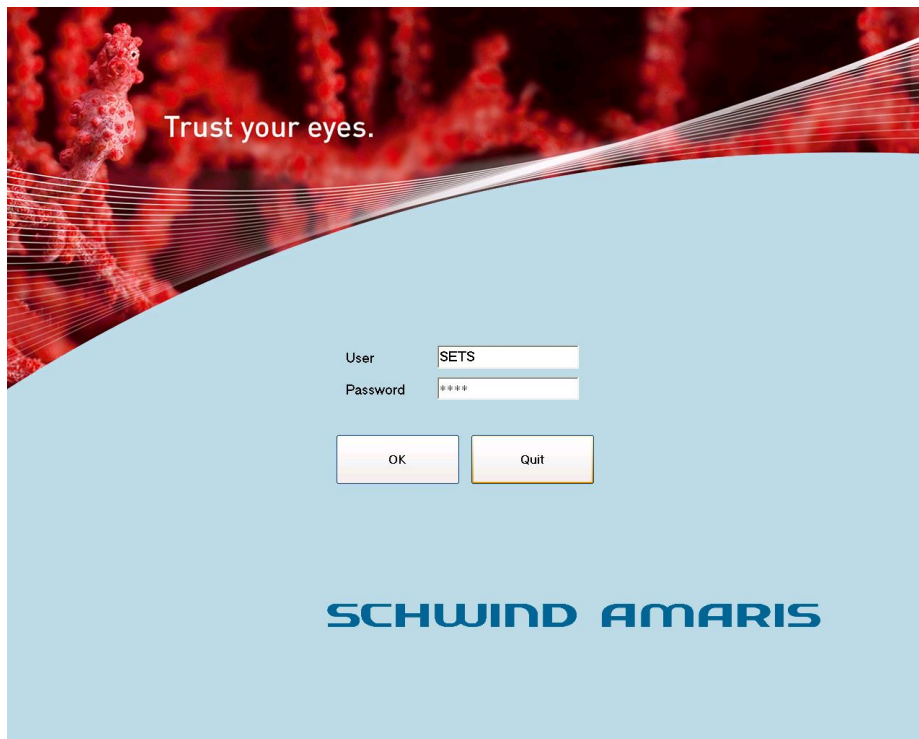 Trust your eyes.
User SETS
Password ****
OK Quit
SCHWIND AMARIS